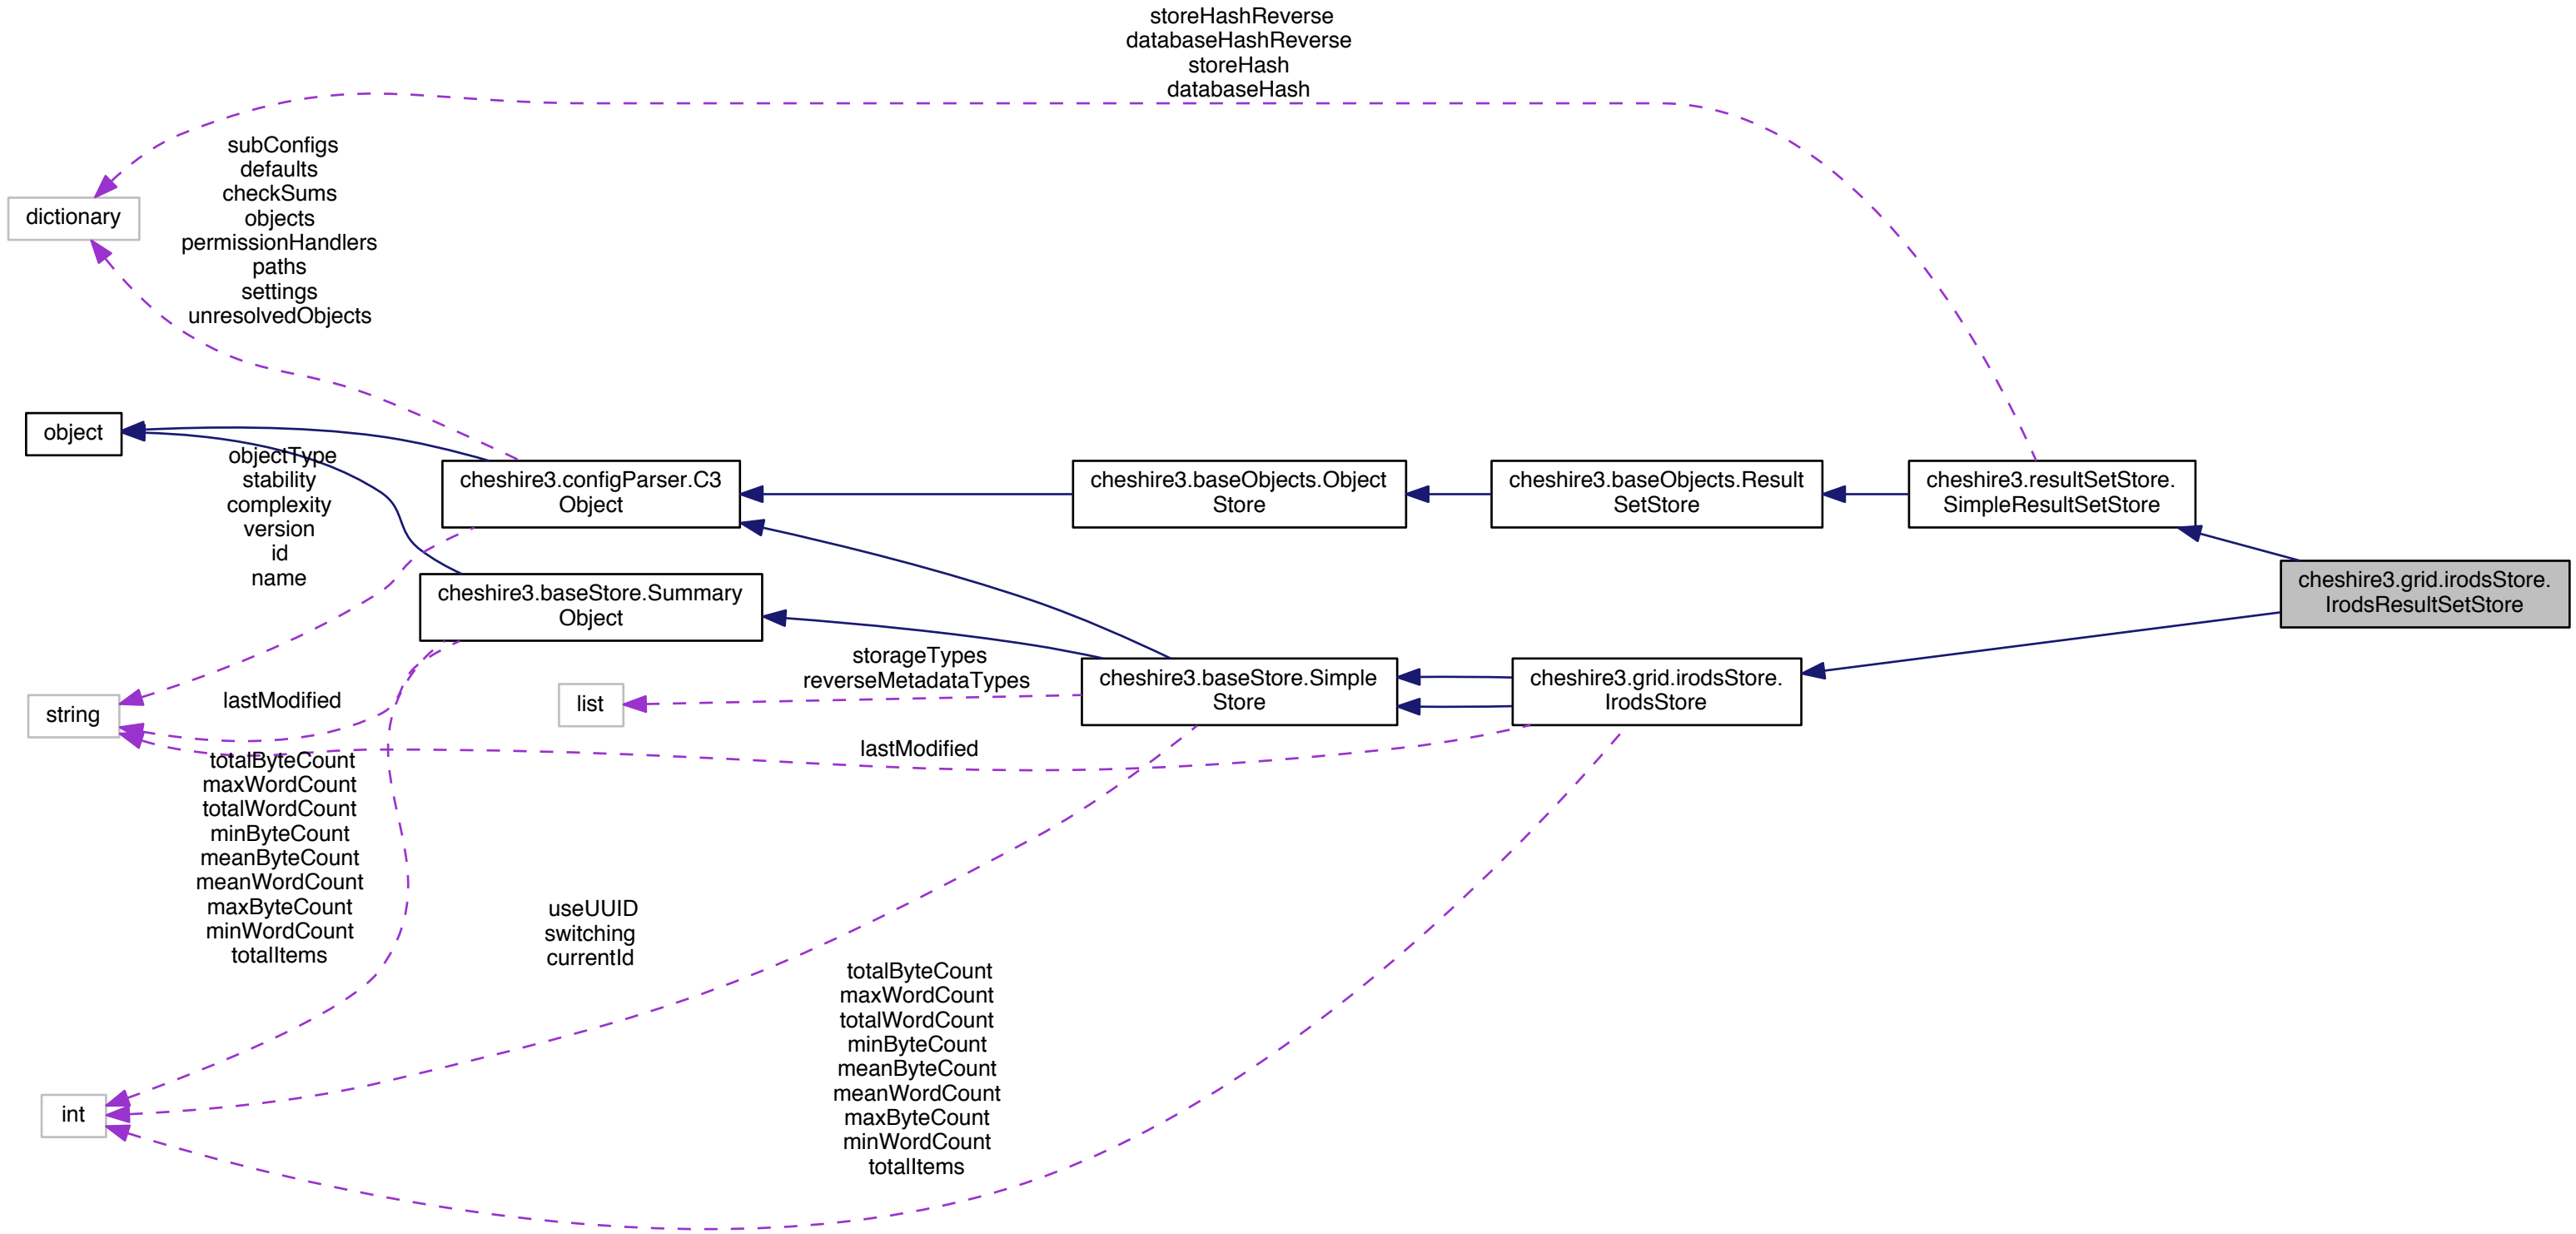 storeHashReverse
databaseHashReverse
storeHash
databaseHash
subConfigs
defaults
checkSums
objects
permissionHandlers
paths
settings
unresolvedObjects
dictionary
object
objectType
stability
complexity
version
id
name
cheshire3.configParser.C3
Object
cheshire3.baseObjects.Object
Store
cheshire3.baseObjects.Result
SetStore
cheshire3.resultSetStore.
SimpleResultSetStore
cheshire3.grid.irodsStore.
IrodsResultSetStore
cheshire3.baseStore.Summary
Object
storageTypes
reverseMetadataTypes
cheshire3.baseStore.Simple
Store
cheshire3.grid.irodsStore.
IrodsStore
string
lastModified
list
lastModified
totalByteCount
maxWordCount
totalWordCount
minByteCount
meanByteCount
meanWordCount
maxByteCount
minWordCount
totalItems
useUUID
switching
currentId
totalByteCount
maxWordCount
totalWordCount
minByteCount
meanByteCount
meanWordCount
maxByteCount
minWordCount
totalItems
int